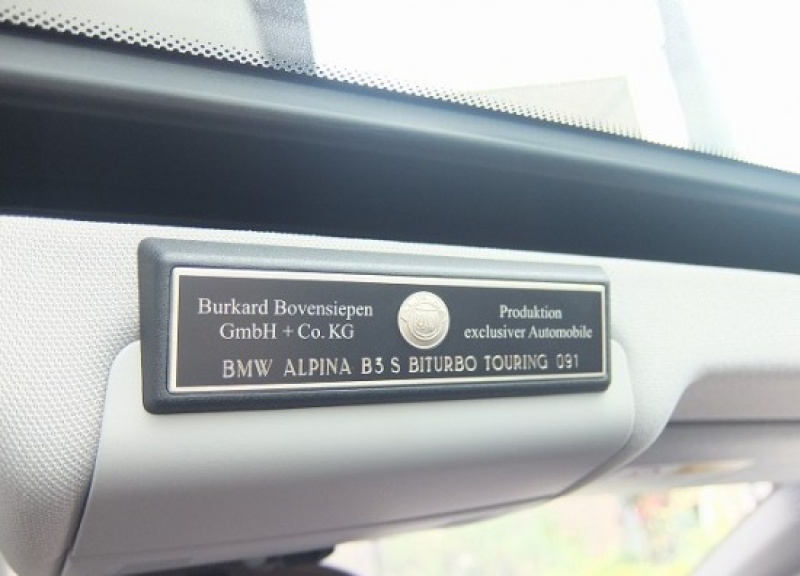 Burkard Bovensiepen
GmbH + Co. KG
Produktion
exclusiver Automobile
BMW ALPINA B3 S BITURBO TOURING 091